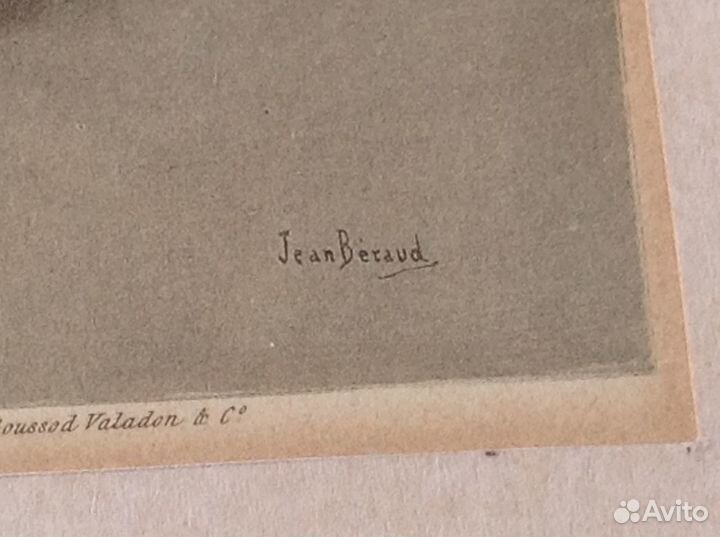 Jean Béraud
oussod Valadon & Cº
Avito